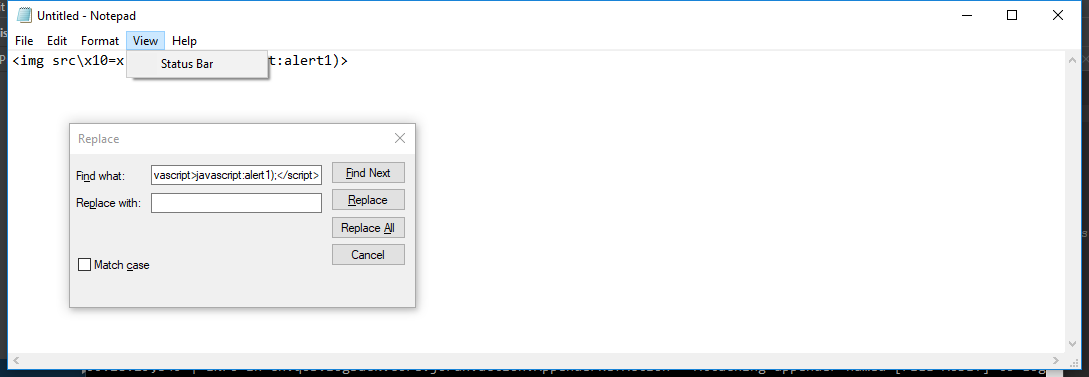 Untitled - Notepad
File Edit Format View Help
<img src\x10=x t:alert1)>
Status Bar
Replace
Find what: vascript>javascript:alert1);</script> Find Next
Replace with: Replace
Replace All
Cancel
Match case